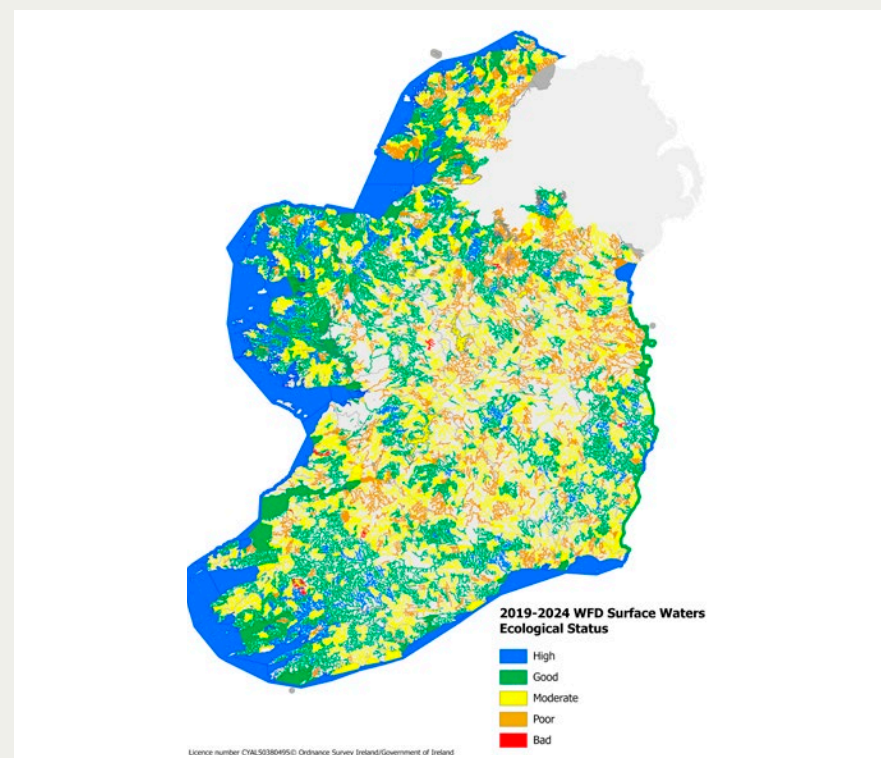 2019-2024 WFD Surface Waters
Ecological Status
High
Good
Moderate
Poor
Bad
Licence number CYAL50380495© Ordnance Survey Ireland/Government of Ireland